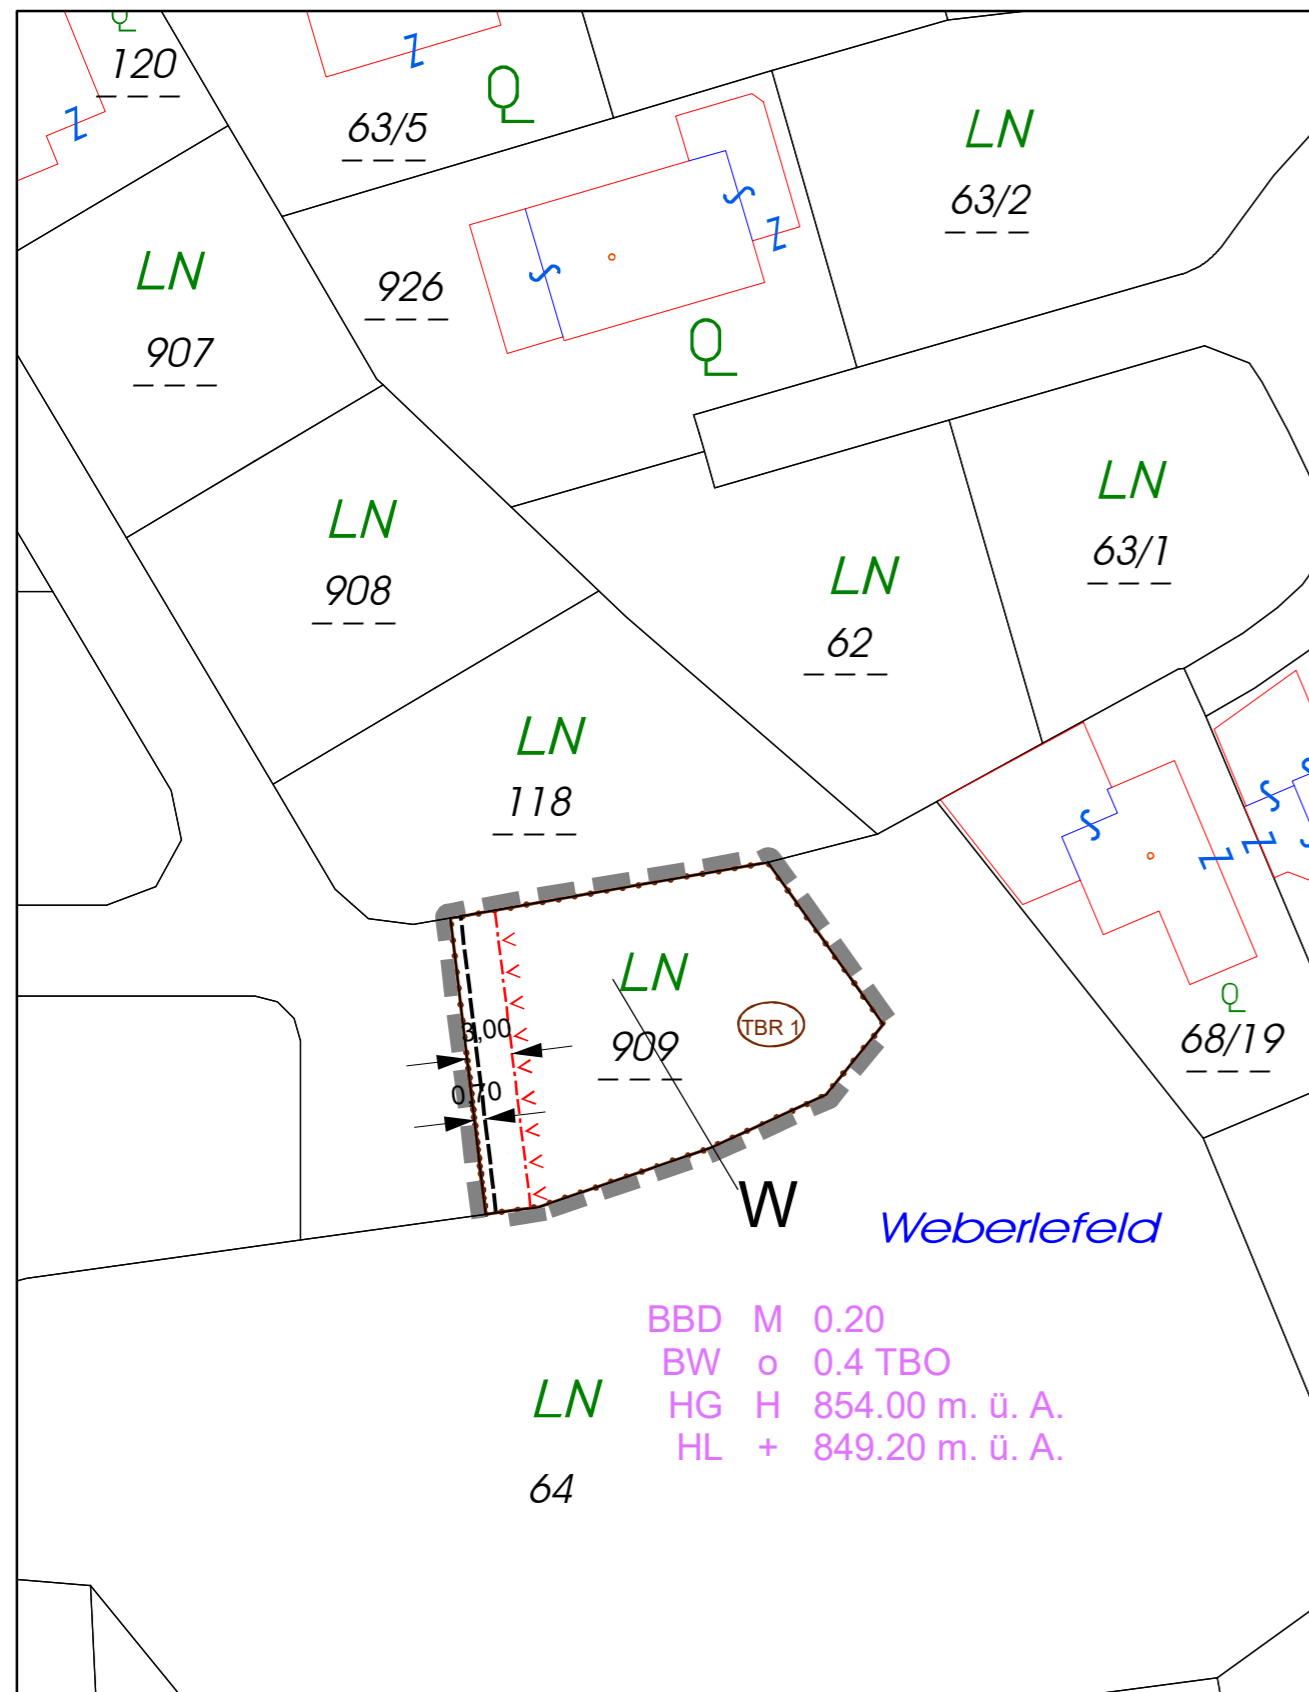 120
63/5
LN
63/2
LN
907
926
LN
908
LN
63/1
LN
62
LN
118
LN
909
TBR 1
3,00
0.70
68/19
W
Weberlefeld
BBD M 0.20
BW o 0.4 TBO
HG H 854.00 m. ü. A.
HL + 849.20 m. ü. A.
LN
64